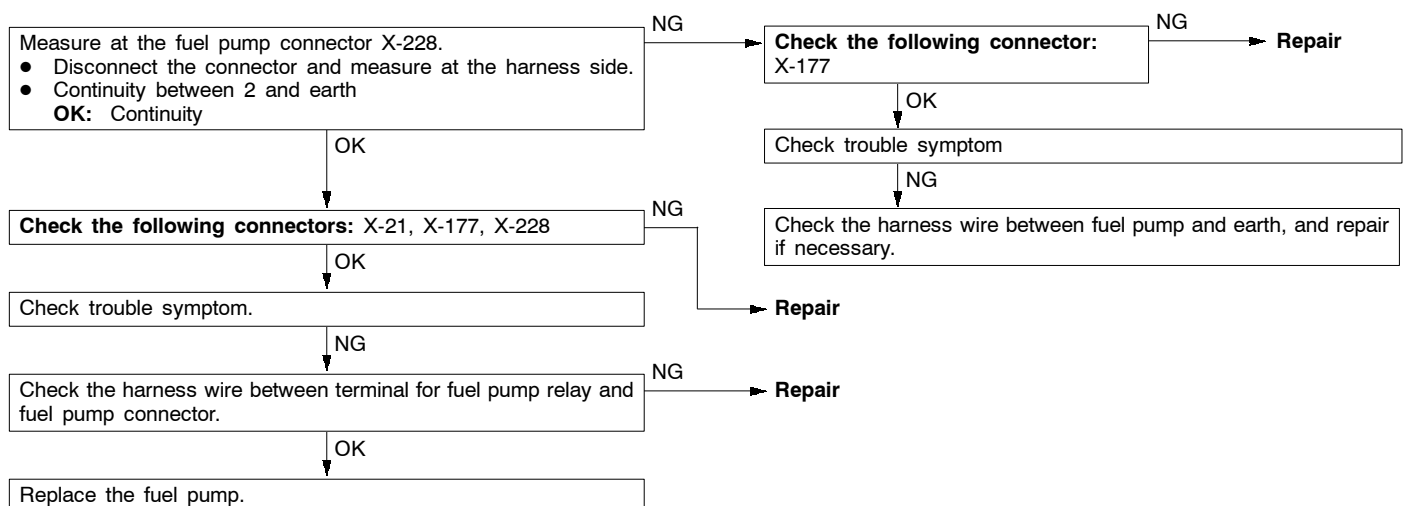 Measure at the fuel pump connector X-228.
● Disconnect the connector and measure at the harness side.
● Continuity between 2 and earth
OK: Continuity
NG
Check the following connector:
X-177
NG
Repair
OK
Check trouble symptom
NG
Check the harness wire between fuel pump and earth, and repair
if necessary.
OK
Check the following connectors: X-21, X-177, X-228
NG
Repair
OK
Check trouble symptom.
NG
Check the harness wire between terminal for fuel pump relay and
fuel pump connector.
NG
Repair
OK
Replace the fuel pump.